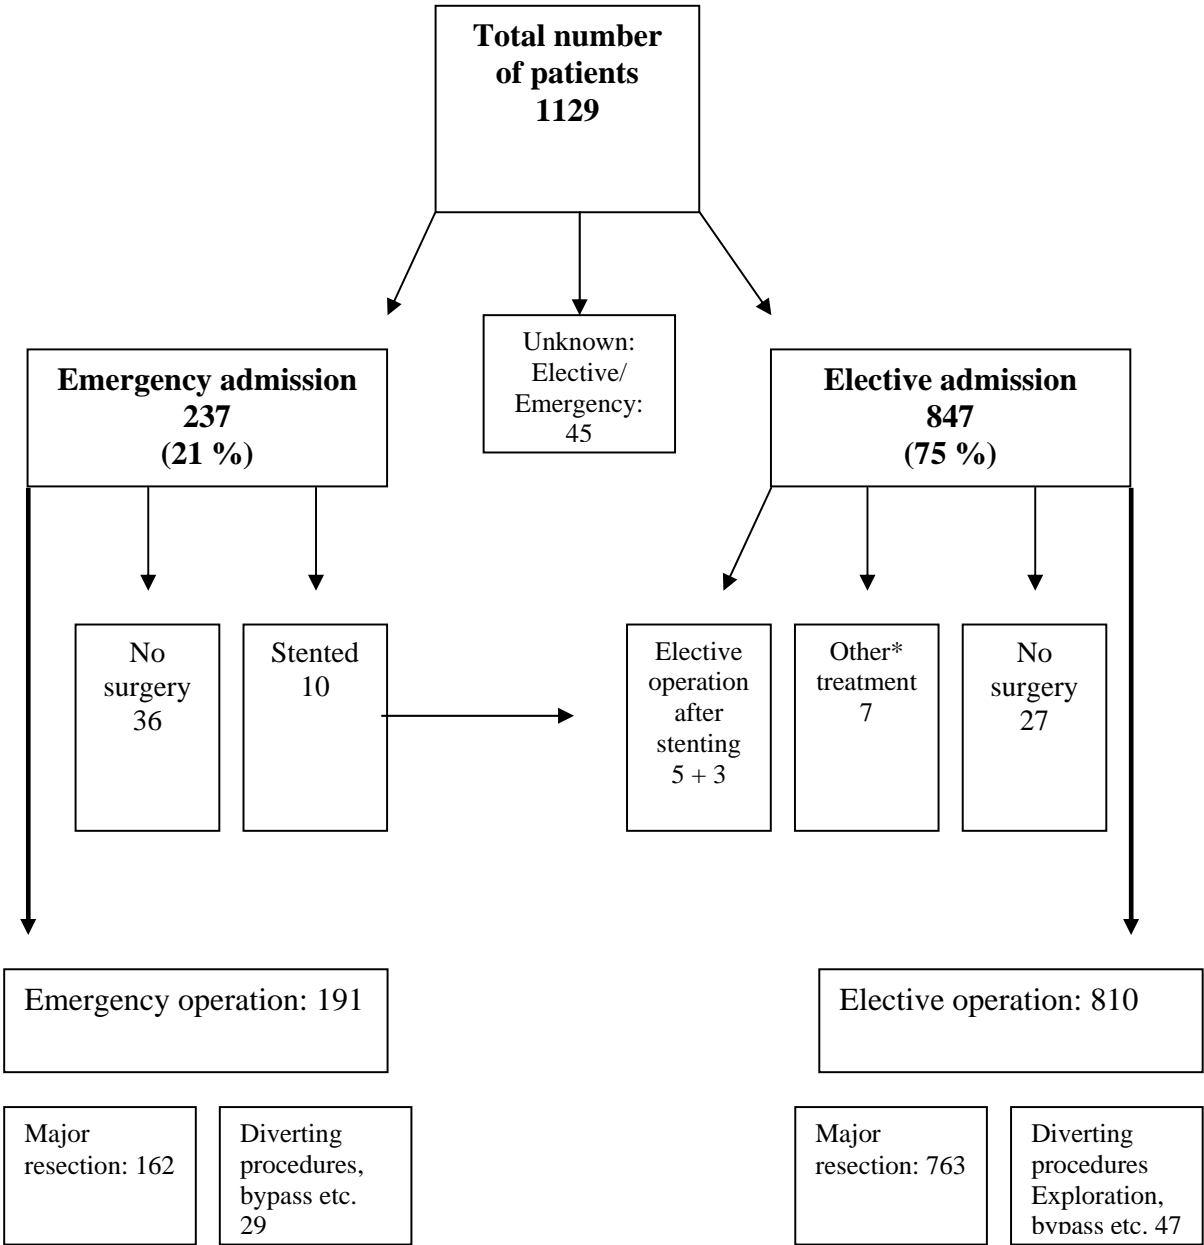 Total number
of patients
1129
Unknown:
Elective/
Emergency:
45
Emergency admission
237
(21 %)
Elective admission
847
(75 %)
No
surgery
36
Stented
10
Elective
operation
after
stenting
5 + 3
Other*
treatment
7
No
surgery
27
Emergency operation: 191
Elective operation: 810
Major
resection: 162
Diverting
procedures,
bypass etc.
29
Major
resection: 763
Diverting
procedures
Exploration,
bypass etc. 47